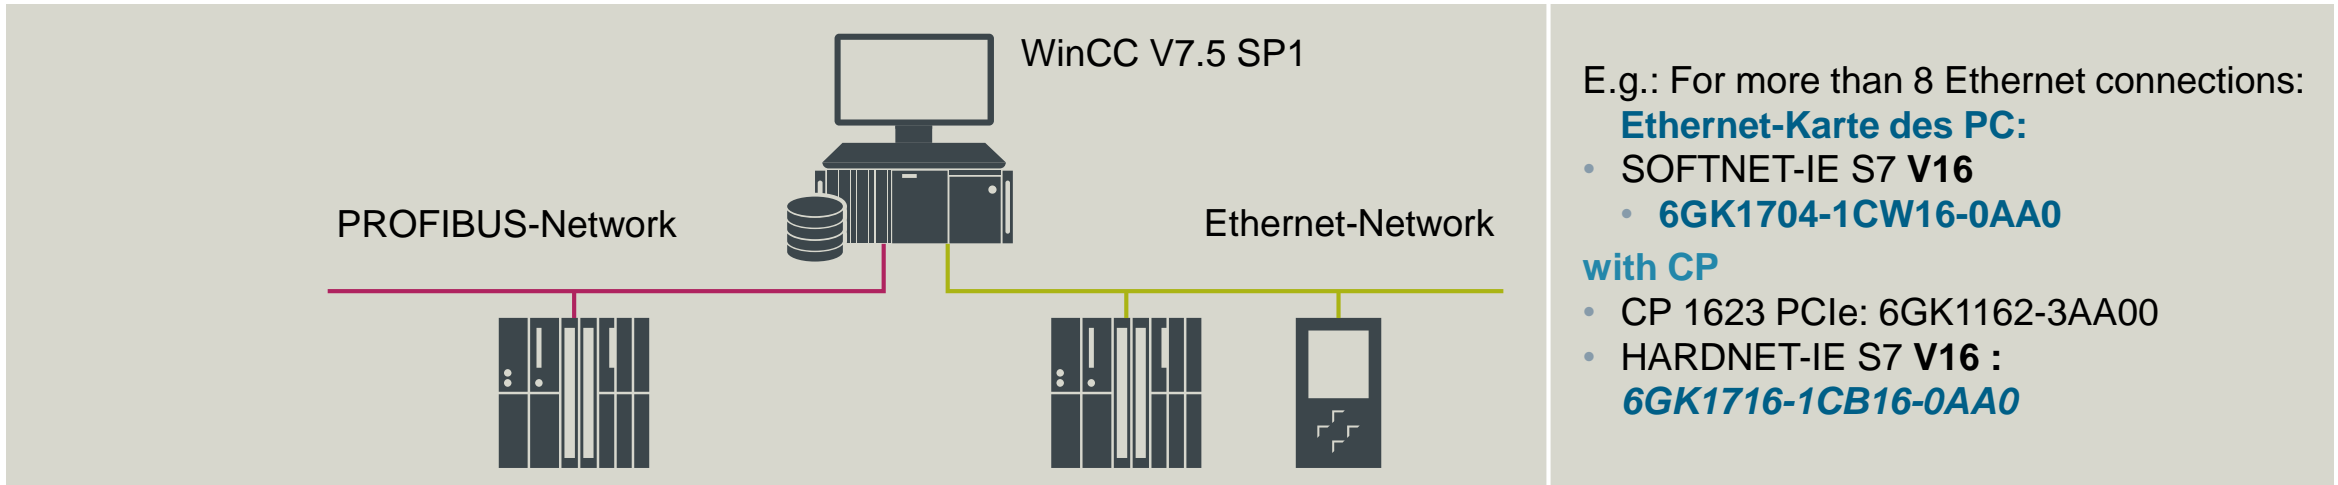 WinCC V7.5 SP1
PROFIBUS-Network
Ethernet-Network
E.g.: For more than 8 Ethernet connections:
Ethernet-Karte des PC:
• SOFTNET-IE S7 V16
• 6GK1704-1CW16-0AA0
with CP
• CP 1623 PCIe: 6GK1162-3AA00
• HARDNET-IE S7 V16 :
6GK1716-1CB16-0AA0